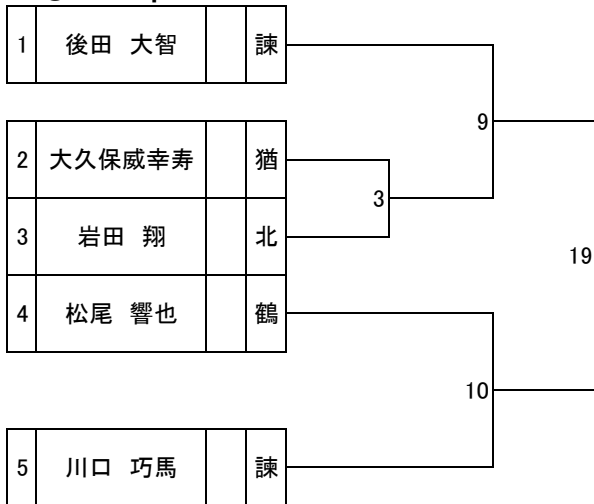 1 後田 大智 諫
9
2 大久保威幸寿 猶
3
3 岩田 翔 北
19
4 松尾 響也 鶴
10
5 川口 巧馬 諫